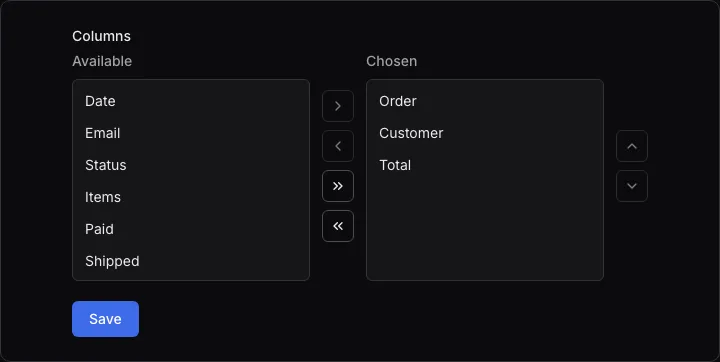 Columns
Available
Date
Email
Status
Items
Paid
Shipped
Chosen
Order
Customer
Total
Save